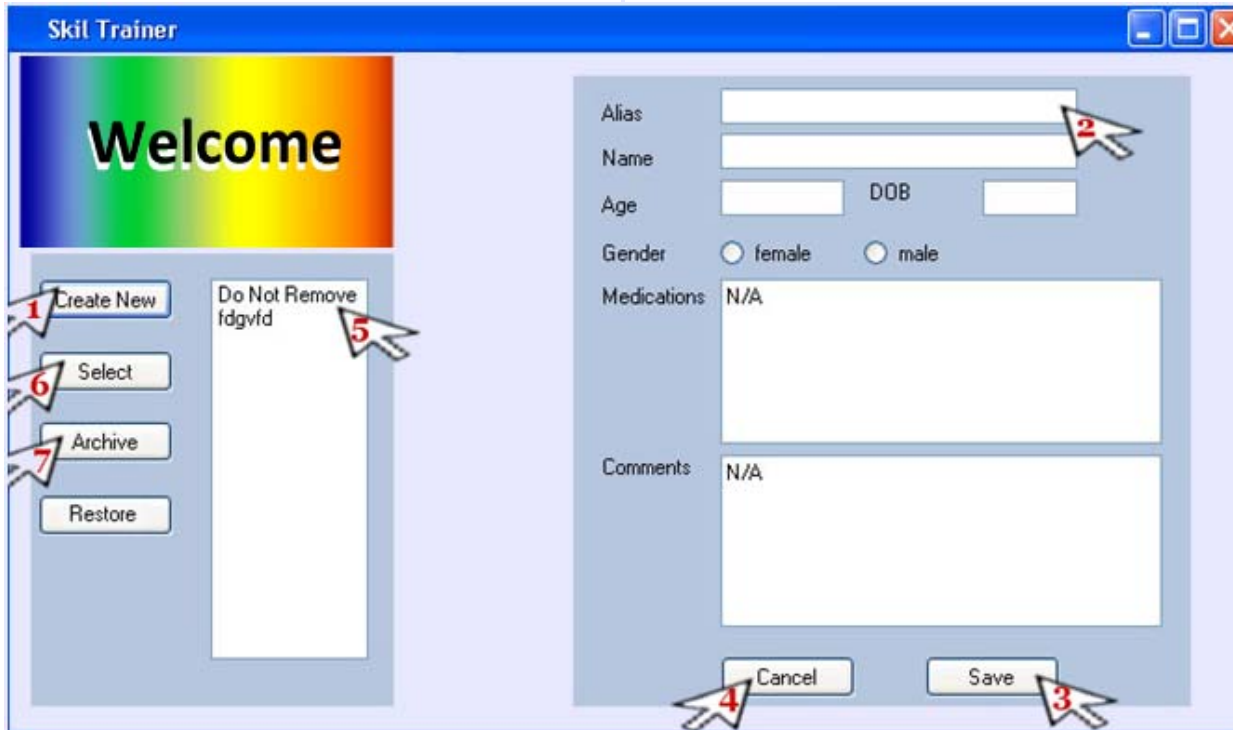 Skil Trainer
Welcome
1
Create New
6
Select
7
Archive
Restore
Do Not Remove
fdgvfd
5
Alias
2
Name
Age
DOB
Gender
female
male
Medications
N/A
Comments
N/A
4
Cancel
Save
3